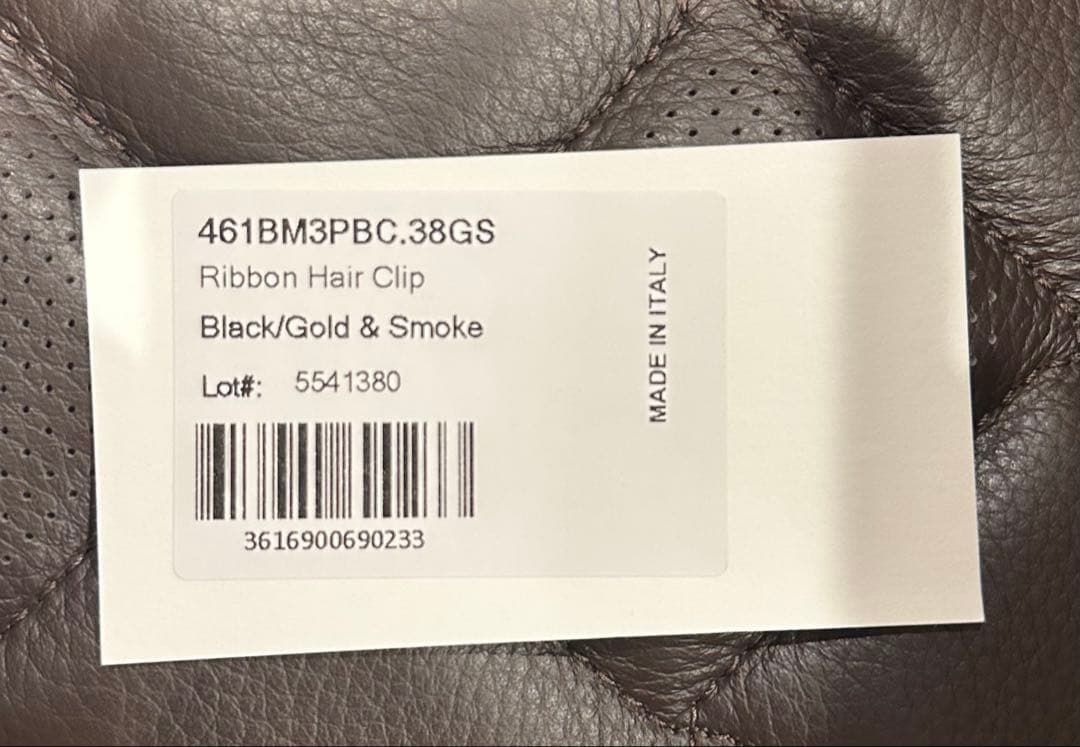 461BM3PBC.38GS
Ribbon Hair Clip
Black/Gold & Smoke
Lot#: 5541380
3616900690233
MADE IN ITALY